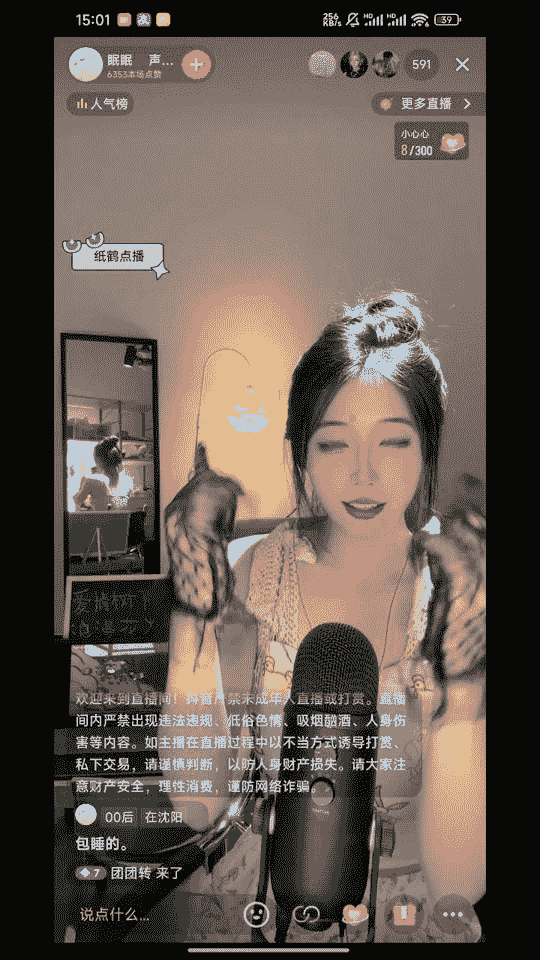 15:01
256 KB/s HD HD 39
眠眠 声...
6353本场点赞
591
人气榜
更多直播
小心心
8/300
纸鹤点播
欢迎来到直播间！抖音严禁未成年人直播或打赏。直播
间内严禁出现违法违规、低俗色情、吸烟酗酒、人身伤
害等内容。如主播在直播过程中以不当方式诱导打赏、
私下交易，请谨慎判断，以防人身财产损失。请大家注
意财产安全，理性消费，谨防网络诈骗。
00后 在沈阳
包睡的。
7 团团转 来了
说点什么...